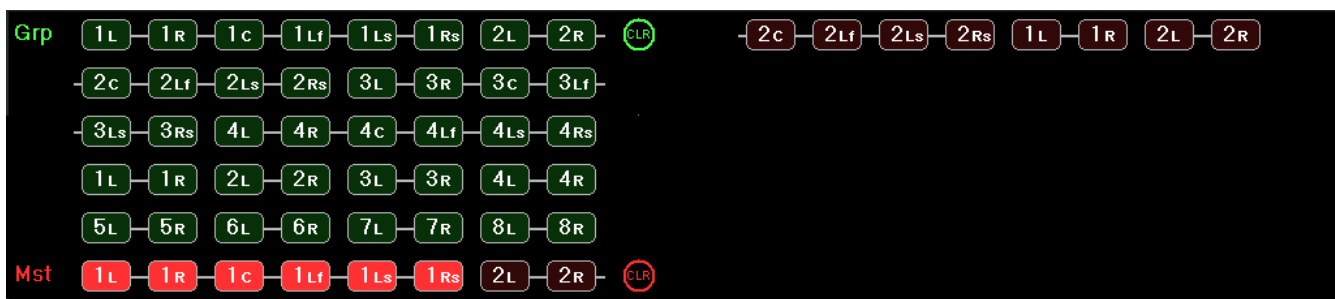 Grp 1L 1R 1C 1Lf 1Ls 1Rs 2L 2R CLR 2C 2Lf 2Ls 2Rs 1L 1R 2L 2R
2C 2Lf 2Ls 2Rs 3L 3R 3C 3Lf
3Ls 3Rs 4L 4R 4C 4Lf 4Ls 4Rs
1L 1R 2L 2R 3L 3R 4L 4R
5L 5R 6L 6R 7L 7R 8L 8R
Mst 1L 1R 1C 1Lf 1Ls 1Rs 2L 2R CLR